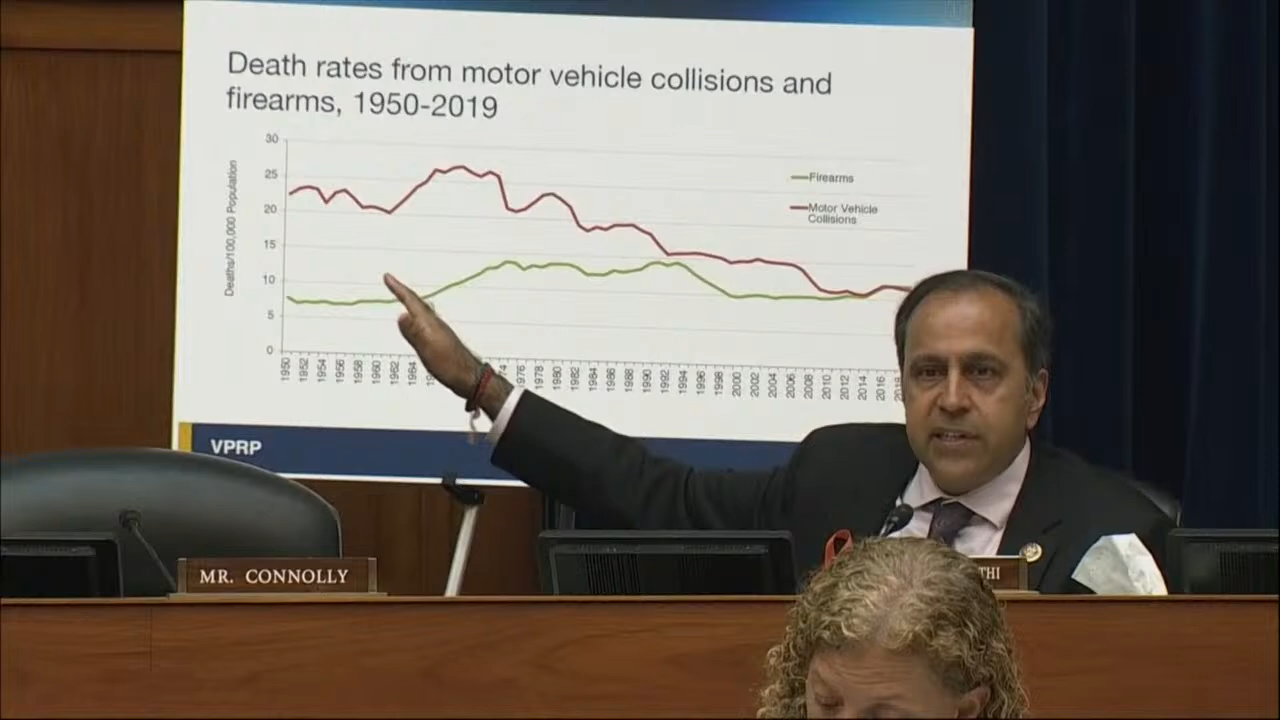 Death rates from motor vehicle collisions and
firearms, 1950-2019
Deaths/100,000 Population
30
25
20
15
10
5
0
Firearms
Motor Vehicle
Collisions
1950 1952 1954 1956 1958 1960 1962 1964 74 1976 1978 1980 1982 1984 1986 1988 1990 1992 1994 1996 1998 2000 2002 2004 2006 2008 2010 2012 2014 2016
VPRP
MR. CONNOLLY
THI